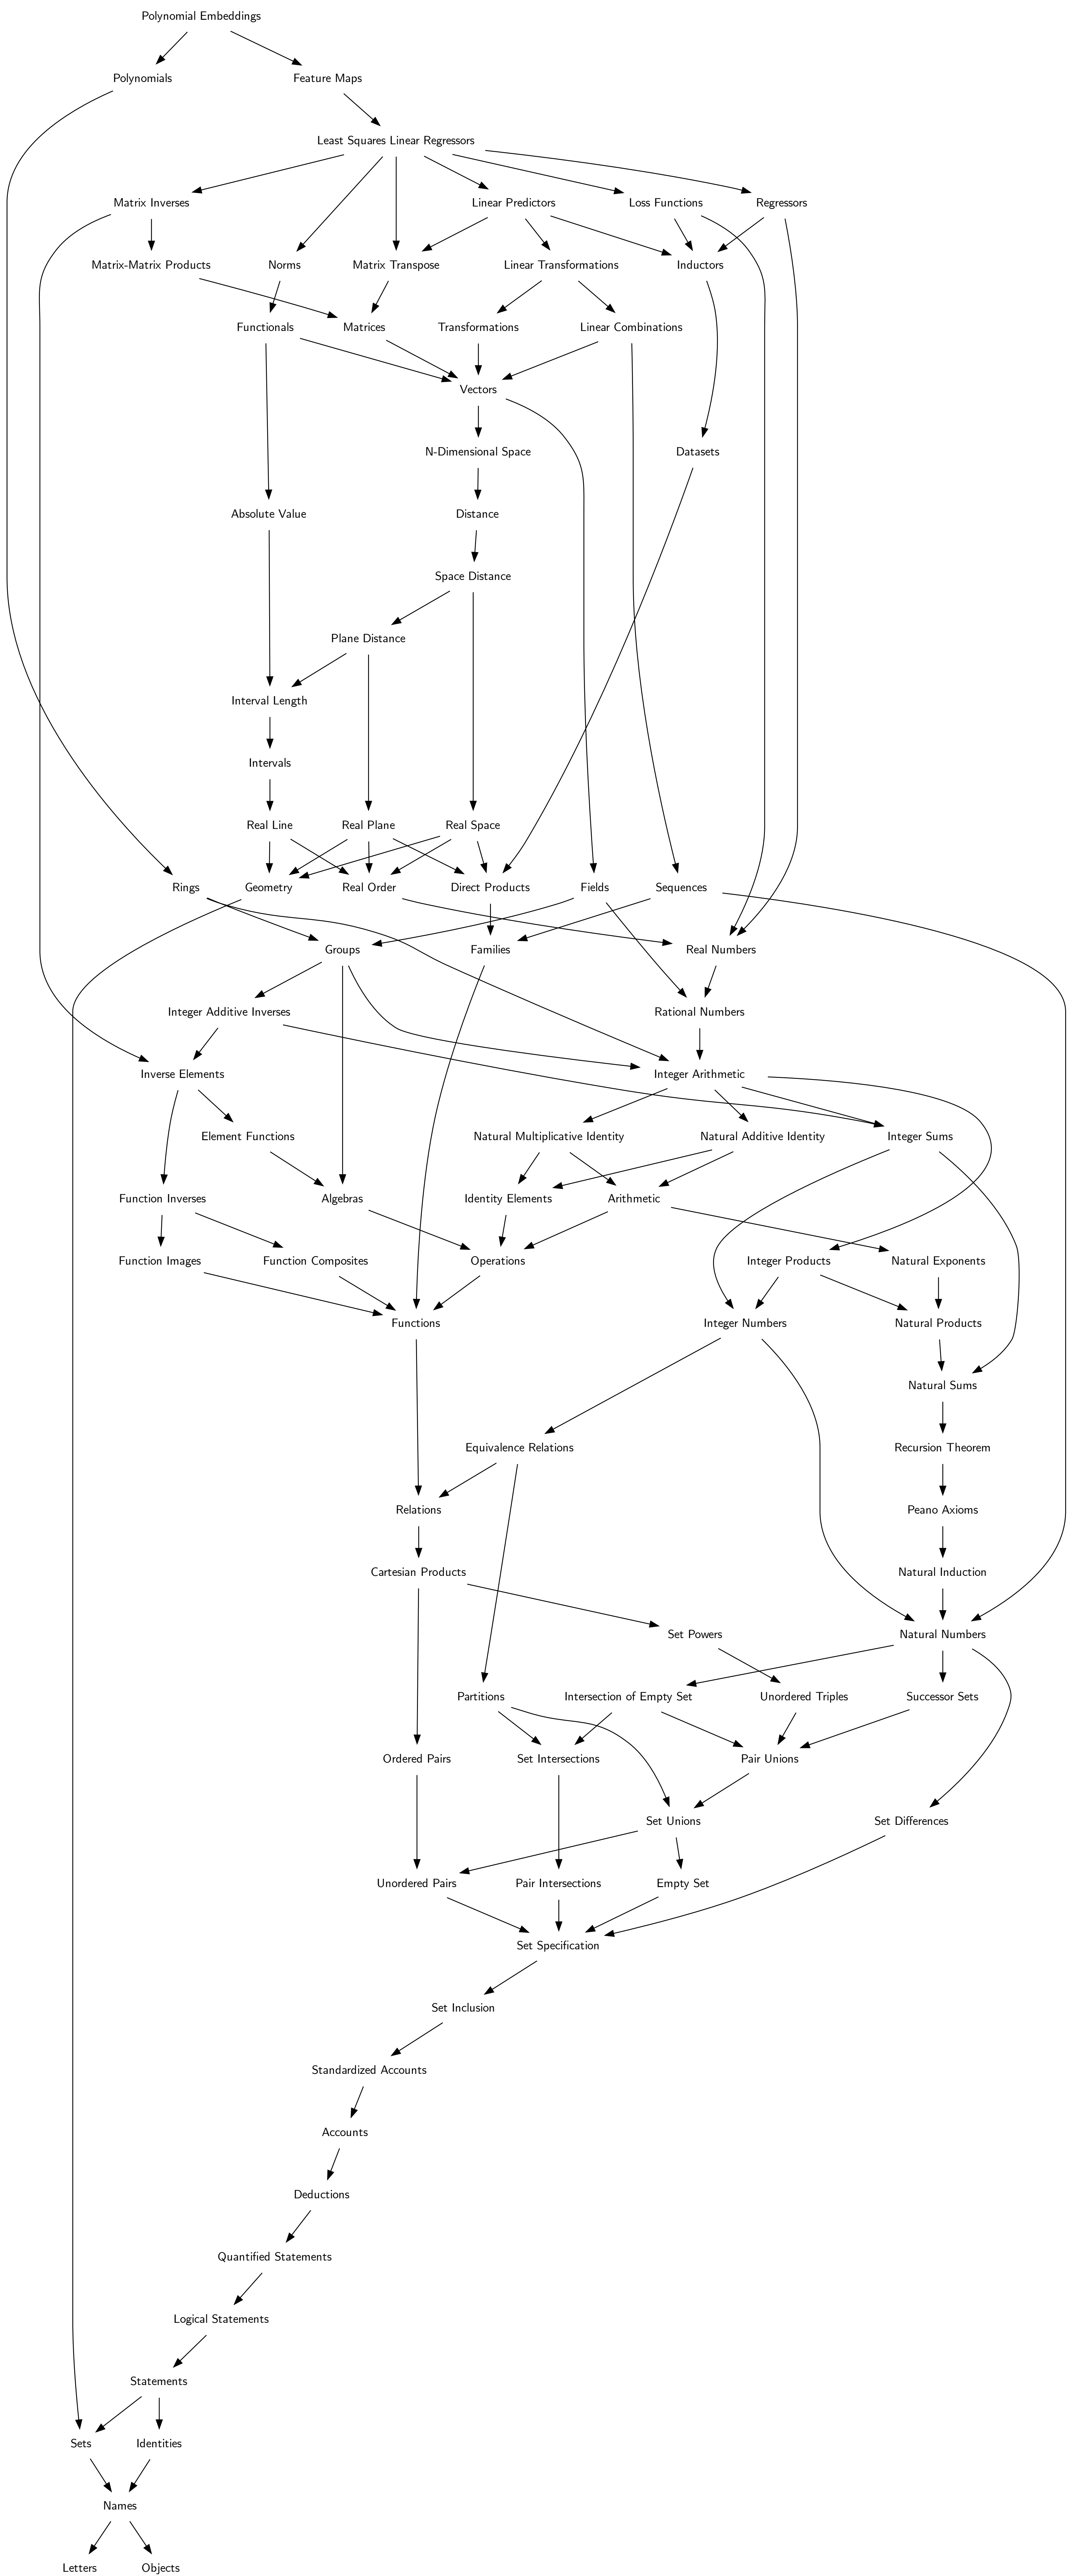 Polynomial Embeddings
Polynomials
Feature Maps
Least Squares Linear Regressors
Matrix Inverses
Linear Predictors
Loss Functions
Regressors
Matrix-Matrix Products
Norms
Matrix Transpose
Linear Transformations
Inductors
Functionals
Matrices
Transformations
Linear Combinations
Vectors
N-Dimensional Space
Datasets
Absolute Value
Distance
Space Distance
Plane Distance
Interval Length
Intervals
Real Line
Real Plane
Real Space
Rings
Geometry
Real Order
Direct Products
Fields
Sequences
Groups
Families
Real Numbers
Integer Additive Inverses
Rational Numbers
Inverse Elements
Integer Arithmetic
Element Functions
Natural Multiplicative Identity
Natural Additive Identity
Integer Sums
Function Inverses
Algebras
Identity Elements
Arithmetic
Function Images
Function Composites
Operations
Integer Products
Natural Exponents
Functions
Integer Numbers
Natural Products
Natural Sums
Equivalence Relations
Recursion Theorem
Relations
Peano Axioms
Cartesian Products
Natural Induction
Set Powers
Natural Numbers
Partitions
Intersection of Empty Set
Unordered Triples
Successor Sets
Ordered Pairs
Set Intersections
Pair Unions
Set Unions
Set Differences
Unordered Pairs
Pair Intersections
Empty Set
Set Specification
Set Inclusion
Standardized Accounts
Accounts
Deductions
Quantified Statements
Logical Statements
Statements
Sets
Identities
Names
Letters
Objects